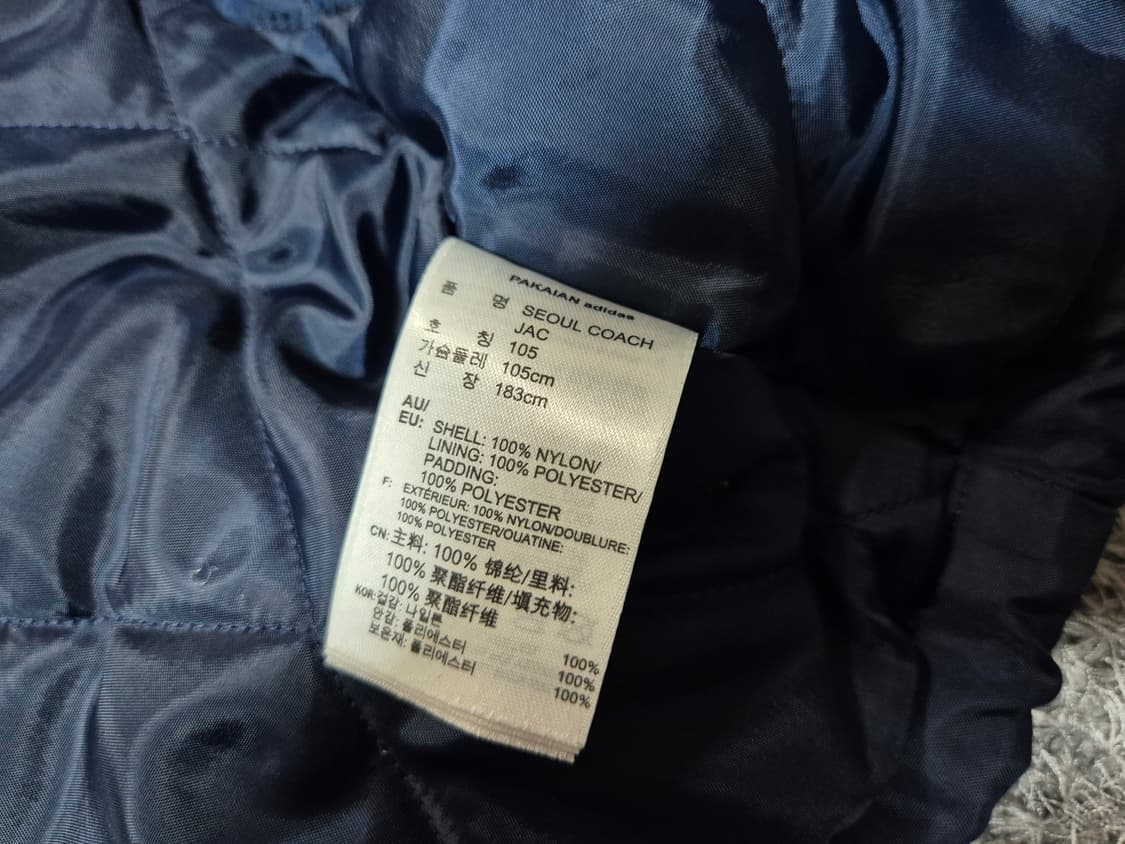 PAKAIAN adidas
품 명 SEOUL COACH
JAC
호 칭 105
가슴둘레 105cm
신 장 183cm
AU/
EU: SHELL: 100% NYLON/
LINING: 100% POLYESTER/
PADDING:
100% POLYESTER
F: EXTÉRIEUR: 100% NYLON/DOUBLURE:
100% POLYESTER/OUATINE:
100% POLYESTER
CN: 主料: 100% 锦纶/里料:
100% 聚酯纤维/填充物:
100% 聚酯纤维
KOR: 겉감: 나일론 100%
안감: 폴리에스터 100%
보온재: 폴리에스터 100%